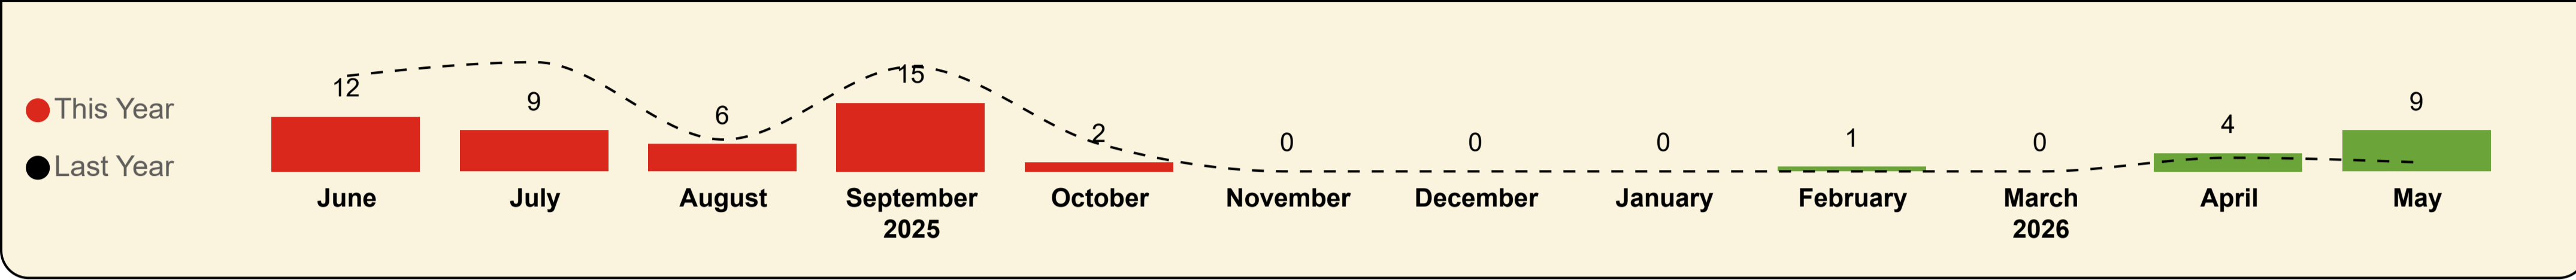 This Year
Last Year
12
9
6
15
2
0
0
0
1
0
4
9
June
July
August
September
October
November
December
January
February
March
April
May
2025
2026